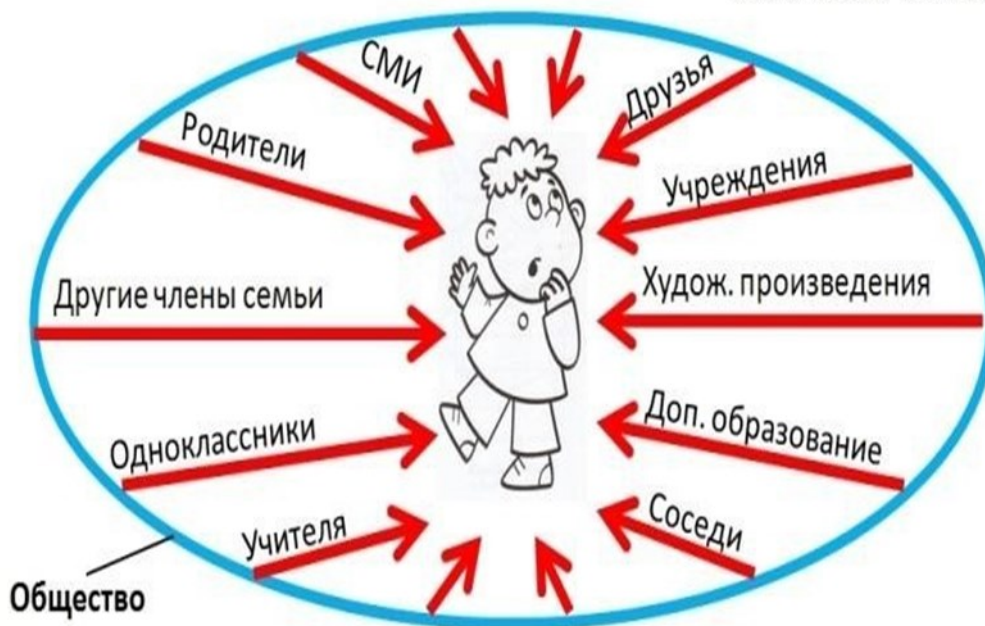 СМИ
Друзья
Родители
Учреждения
Другие члены семьи
Худож. произведения
Одноклассники
Доп. образование
Учителя
Соседи
Общество